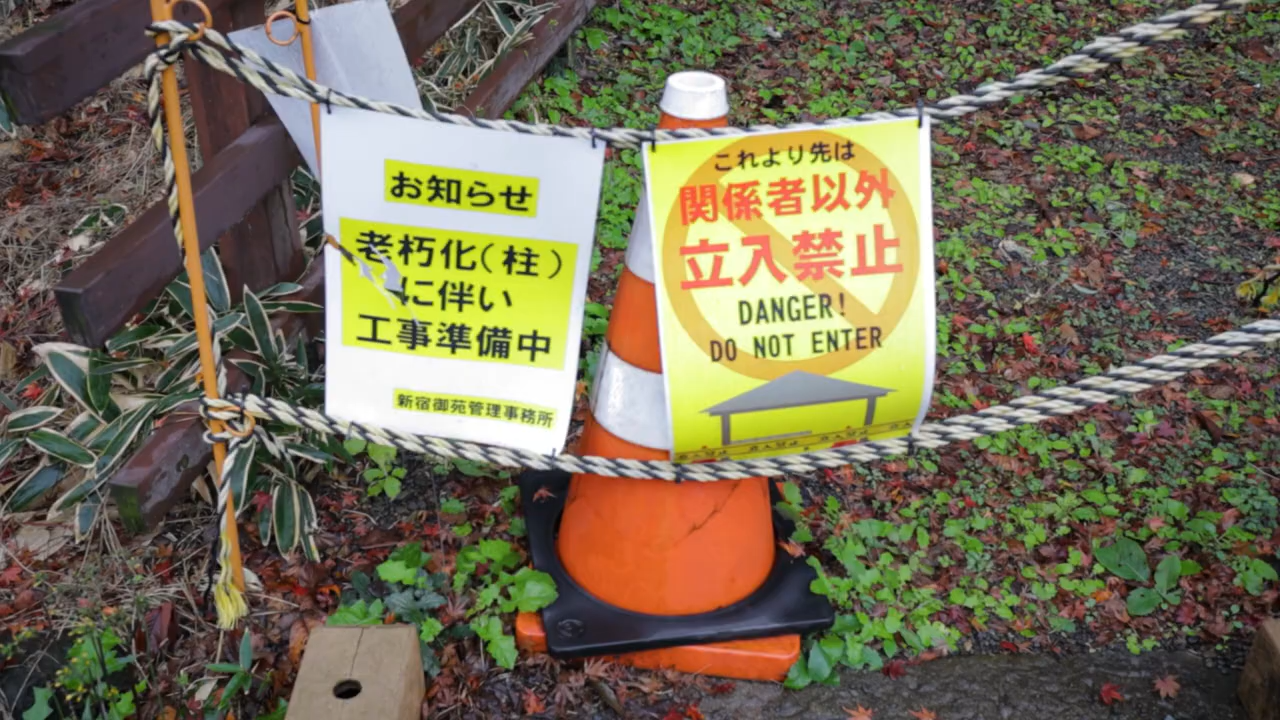 お知らせ
老朽化(柱)
に伴い
工事準備中
新宿御苑管理事務所
これより先は
関係者以外
立入禁止
DANGER!
DO NOT ENTER